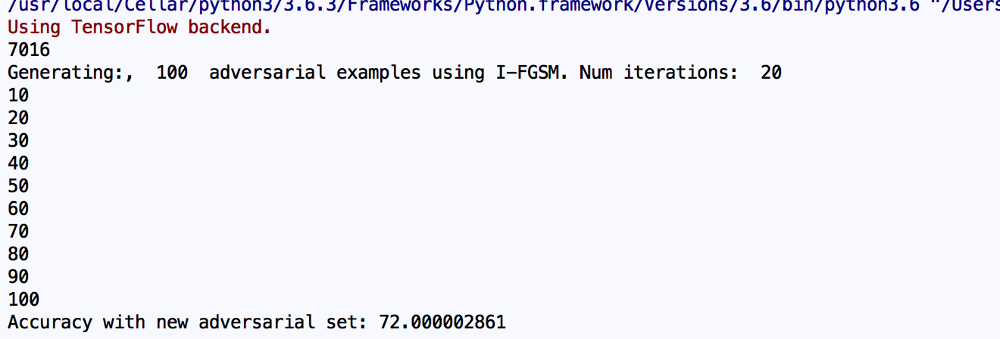 /usr/local/Cellar/python3/3.6.3/Frameworks/Python.framework/Versions/3.6/bin/python3.6 "/Users
Using TensorFlow backend.
7016
Generating:,  100  adversarial examples using I-FGSM. Num iterations:  20
10
20
30
40
50
60
70
80
90
100
Accuracy with new adversarial set: 72.000002861